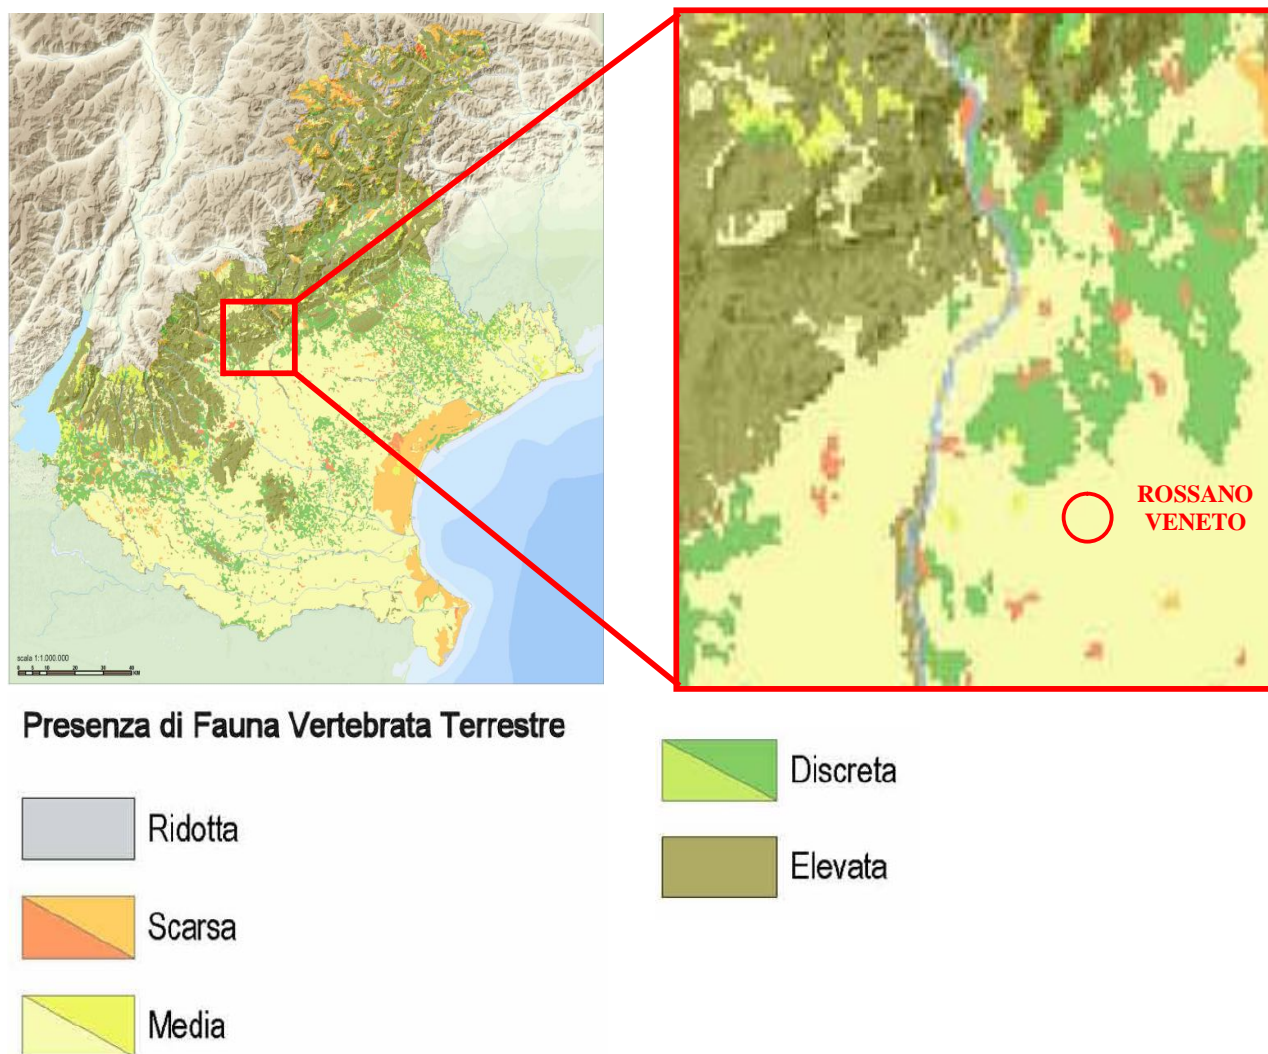 ROSSANO
VENETO
scala 1:1.000.000
Presenza di Fauna Vertebrata Terrestre
Ridotta
Scarsa
Media
Discreta
Elevata